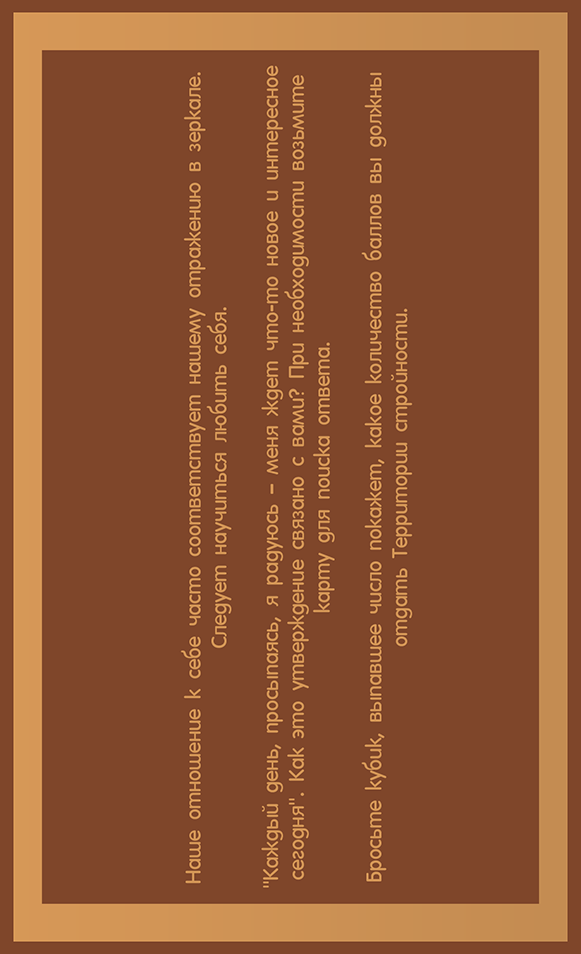 Наше отношение к себе часто соответствует нашему отражению в зеркале.
Следует научиться любить себя.
"Каждый день, просыпаясь, я радуюсь – меня ждет что-то новое и интересное
сегодня". Как это утверждение связано с вами? При необходимости возьмите
карту для поиска ответа.
Бросьте кубик, выпавшее число покажет, какое количество баллов вы должны
отдать Территории стройности.